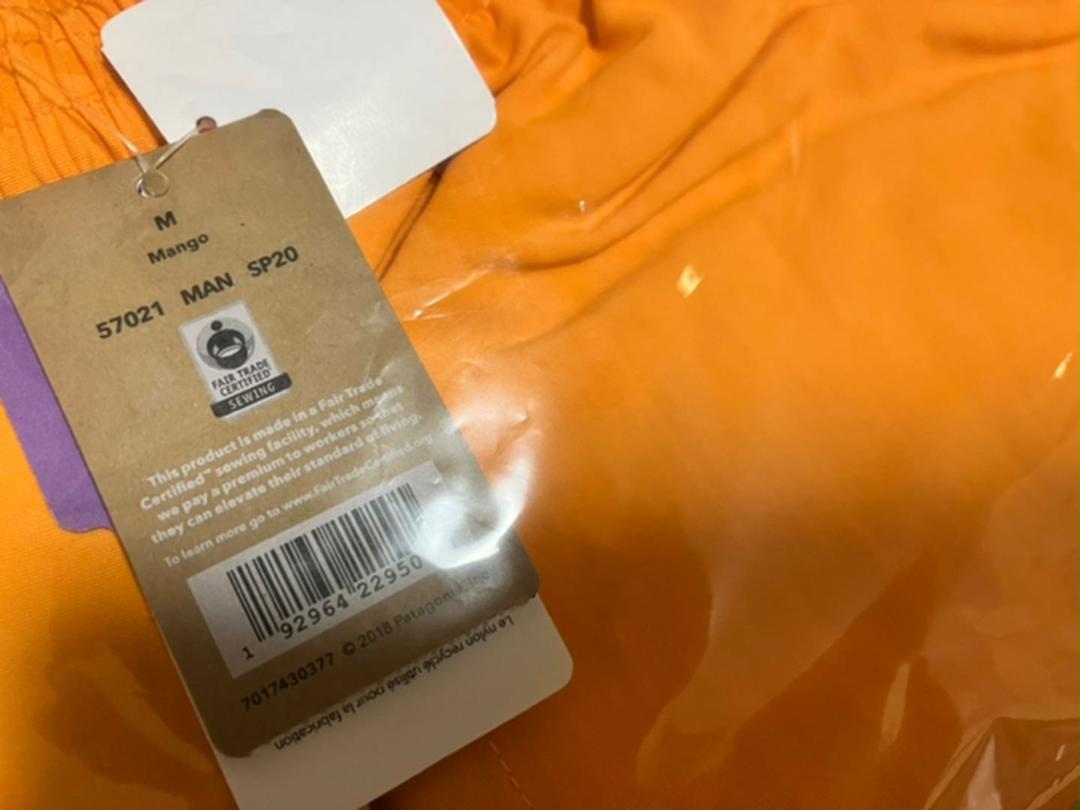 M
Mango
57021 MAN SP20
FAIR TRADE
CERTIFIED
SEWING
This product is made in a Fair Trade
Certified™ sewing facility, which means
we pay a premium to workers so that
they can elevate their standard of living.
To learn more go to www.FairTradeCertified.org
1 92964 22950
7017430377 © 2018 Patagonia, Inc.
Le nylon recyclé utilisé pour la fabrication